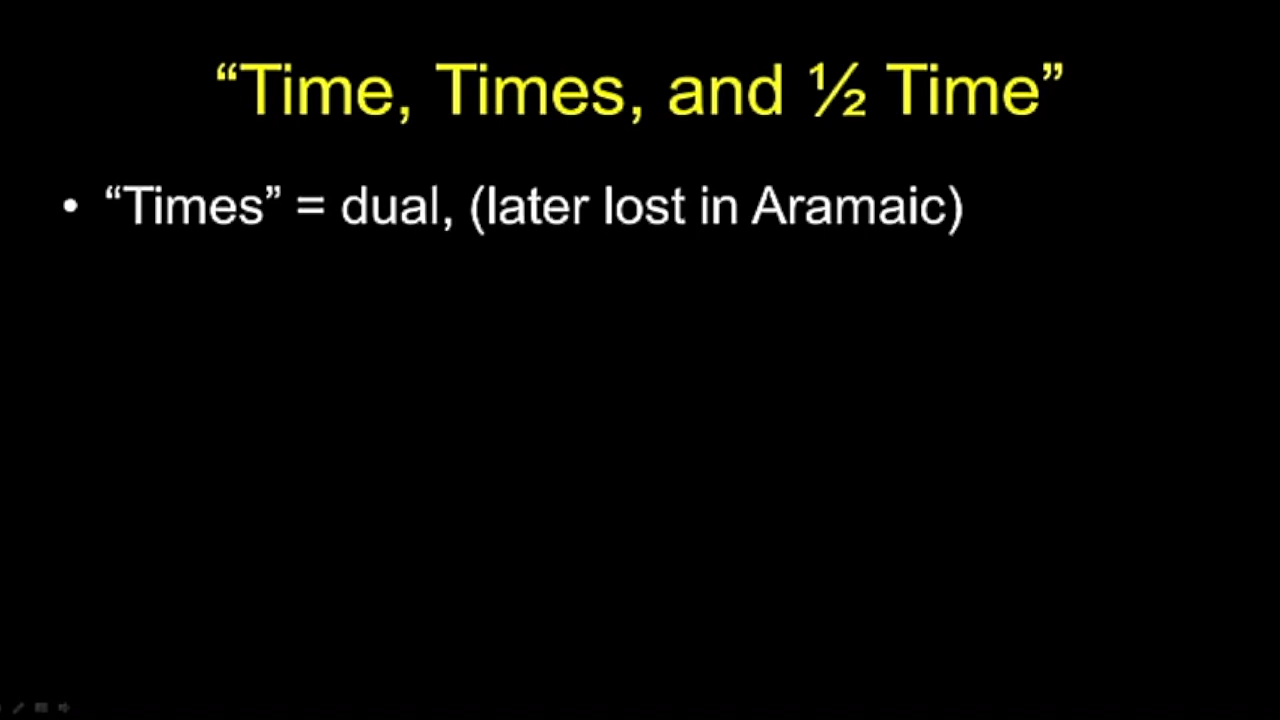 “Time, Times, and ½ Time”
• “Times” = dual, (later lost in Aramaic)